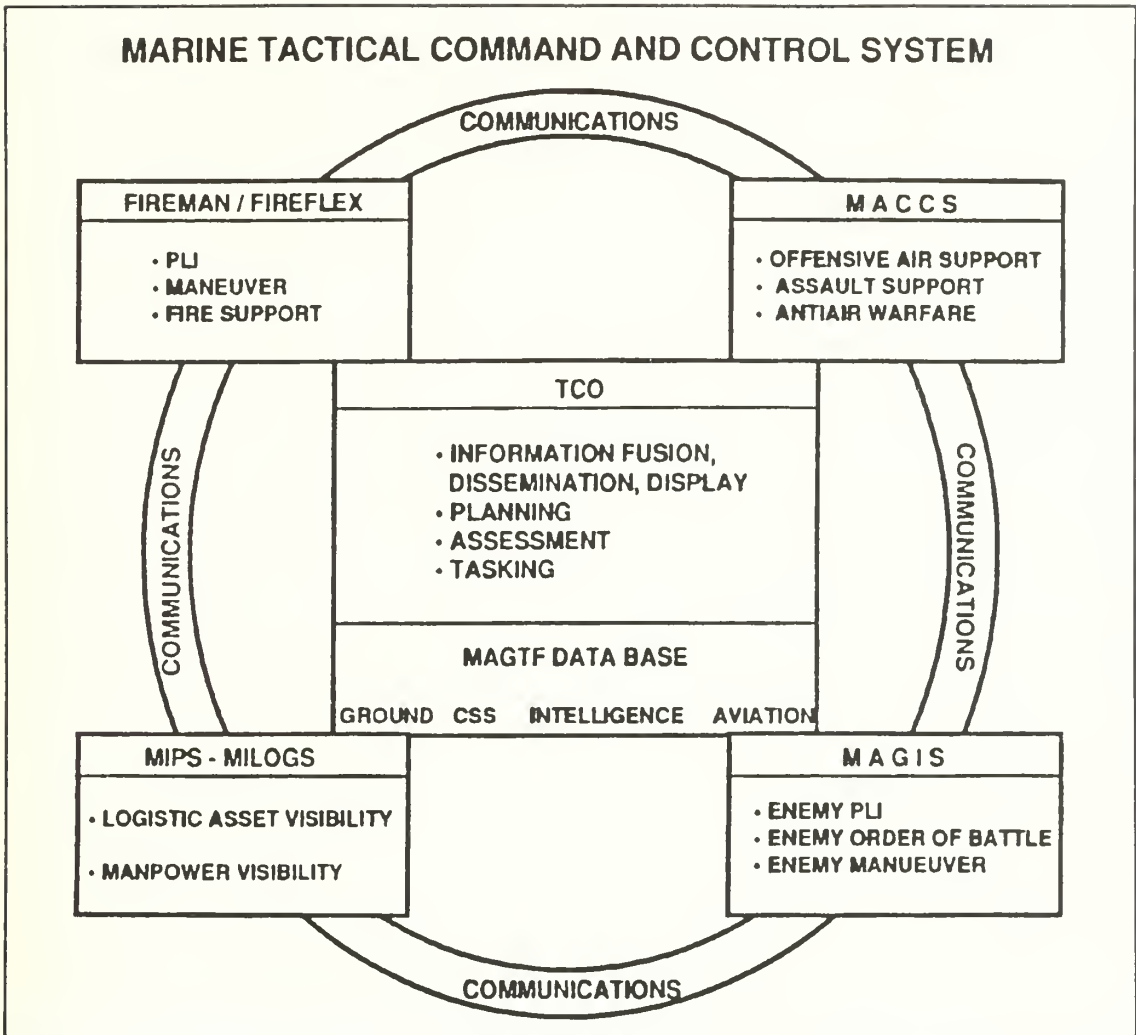 MARINE TACTICAL COMMAND AND CONTROL SYSTEM
COMMUNICATIONS
FIREMAN / FIREFLEX
• PLI
• MANEUVER
• FIRE SUPPORT
M A C C S
• OFFENSIVE AIR SUPPORT
• ASSAULT SUPPORT
• ANTIAIR WARFARE
TCO
• INFORMATION FUSION,
DISSEMINATION, DISPLAY
• PLANNING
• ASSESSMENT
• TASKING
COMMUNICATIONS
COMMUNICATIONS
MAGTF DATA BASE
GROUND CSS INTELLIGENCE AVIATION
MIPS - MILOGS
• LOGISTIC ASSET VISIBILITY
• MANPOWER VISIBILITY
M A G I S
• ENEMY PLI
• ENEMY ORDER OF BATTLE
• ENEMY MANUEUVER
COMMUNICATIONS